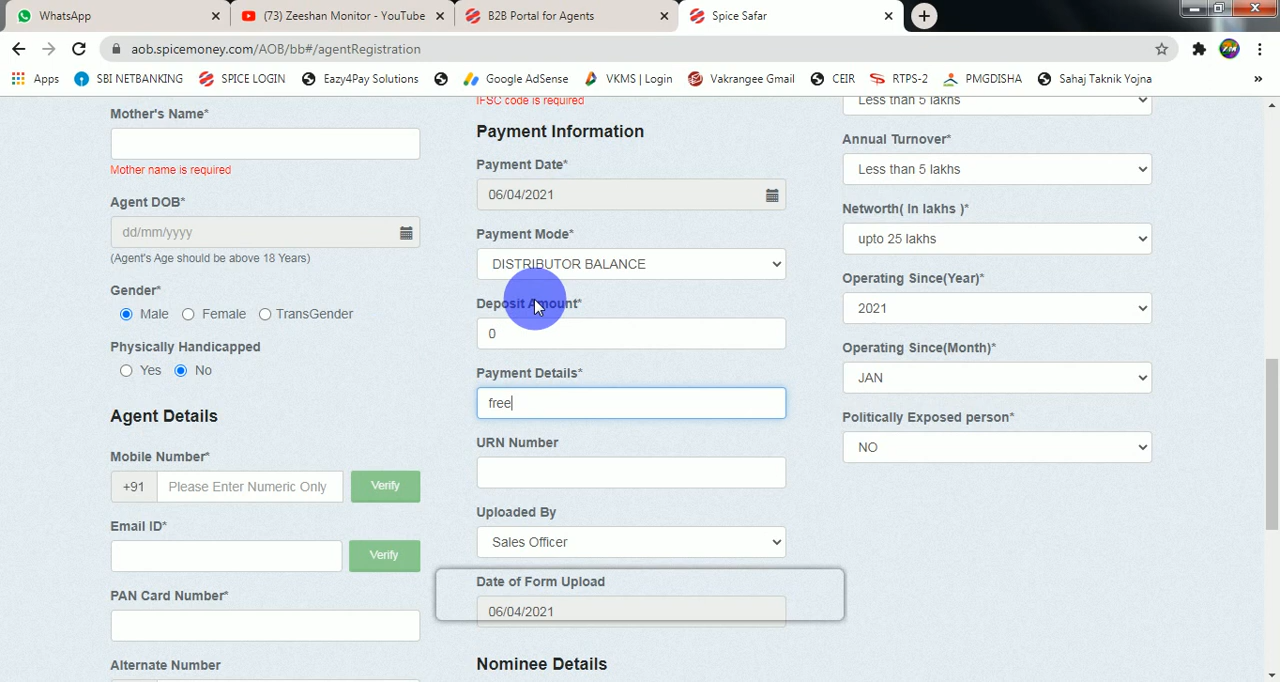 WhatsApp
(73) Zeeshan Monitor - YouTube
B2B Portal for Agents
Spice Safar
aob.spicemoney.com/AOB/bb#/agentRegistration
Apps
SBI NETBANKING
SPICE LOGIN
Eazy4Pay Solutions
Google AdSense
VKMS | Login
Vakrangee Gmail
CEIR
RTPS-2
PMGDISHA
Sahaj Taknik Yojna
»
Mother's Name*
Mother name is required
Agent DOB*
dd/mm/yyyy
(Agent's Age should be above 18 Years)
Gender*
Male
Female
TransGender
Physically Handicapped
Yes
No
Agent Details
Mobile Number*
+91
Please Enter Numeric Only
Verify
Email ID*
Verify
PAN Card Number*
Alternate Number
IFSC code is required
Payment Information
Payment Date*
06/04/2021
Payment Mode*
DISTRIBUTOR BALANCE
Deposit Amount*
0
Payment Details*
free
URN Number
Uploaded By
Sales Officer
Date of Form Upload
06/04/2021
Nominee Details
Less than 5 lakhs
Annual Turnover*
Less than 5 lakhs
Networth( In lakhs )*
upto 25 lakhs
Operating Since(Year)*
2021
Operating Since(Month)*
JAN
Politically Exposed person*
NO